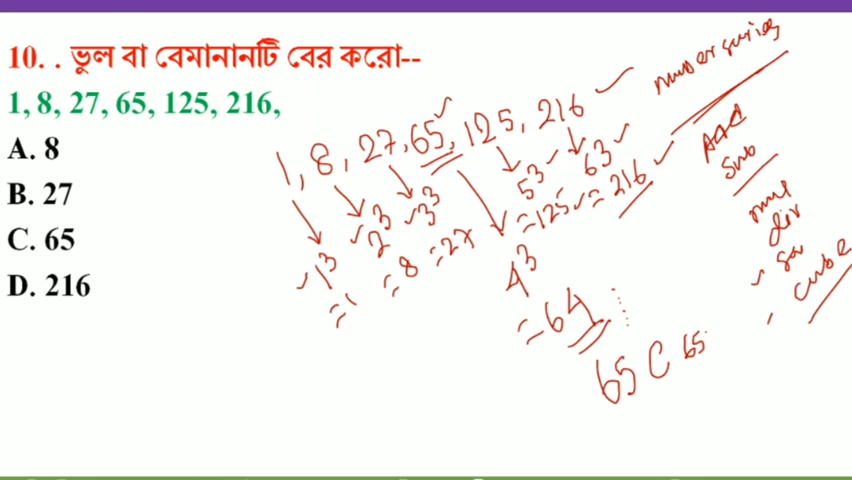 10. . ভুল বা বেমানানটি বের করো--
1, 8, 27, 65, 125, 216,
A. 8
B. 27
C. 65
D. 216
1, 8, 27, 65, 125, 216
number series
Add
Sub
mul
div
cube
1³ 2³ 3³ 4³ 5³ 63
=1 =8 =27 =64 =125 =216
65 C 65